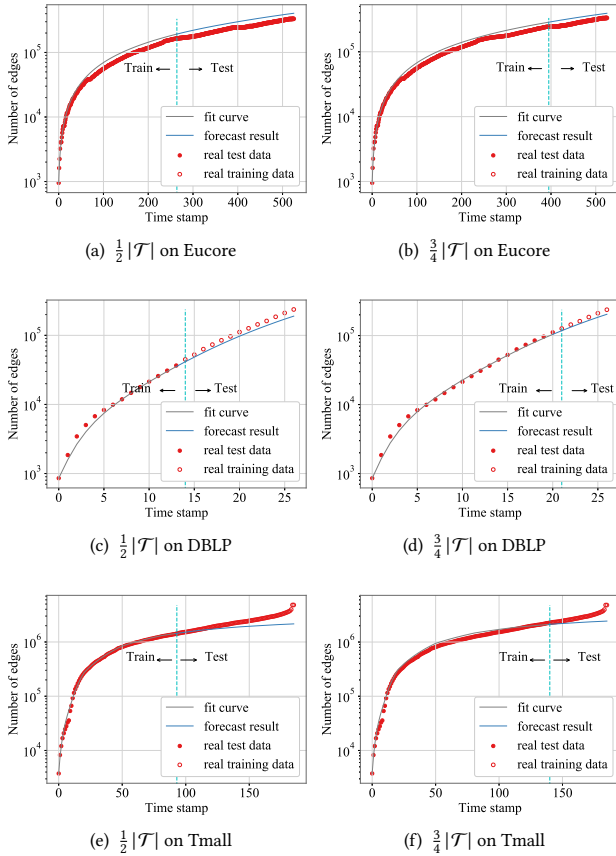 Number of edges
10^5
10^4
10^3
Train
Test
fit curve
forecast result
real test data
real training data
0 100 200 300 400 500
Time stamp
(a) 1/2 |𝒯| on Eucore
Number of edges
10^5
10^4
10^3
Train
Test
fit curve
forecast result
real test data
real training data
0 100 200 300 400 500
Time stamp
(b) 3/4 |𝒯| on Eucore
Number of edges
10^5
10^4
10^3
Train
Test
fit curve
forecast result
real test data
real training data
0 5 10 15 20 25
Time stamp
(c) 1/2 |𝒯| on DBLP
Number of edges
10^5
10^4
10^3
Train
Test
fit curve
forecast result
real test data
real training data
0 5 10 15 20 25
Time stamp
(d) 3/4 |𝒯| on DBLP
Number of edges
10^6
10^5
10^4
Train
Test
fit curve
forecast result
real test data
real training data
0 50 100 150
Time stamp
(e) 1/2 |𝒯| on Tmall
Number of edges
10^6
10^5
10^4
Train
Test
fit curve
forecast result
real test data
real training data
0 50 100 150
Time stamp
(f) 3/4 |𝒯| on Tmall